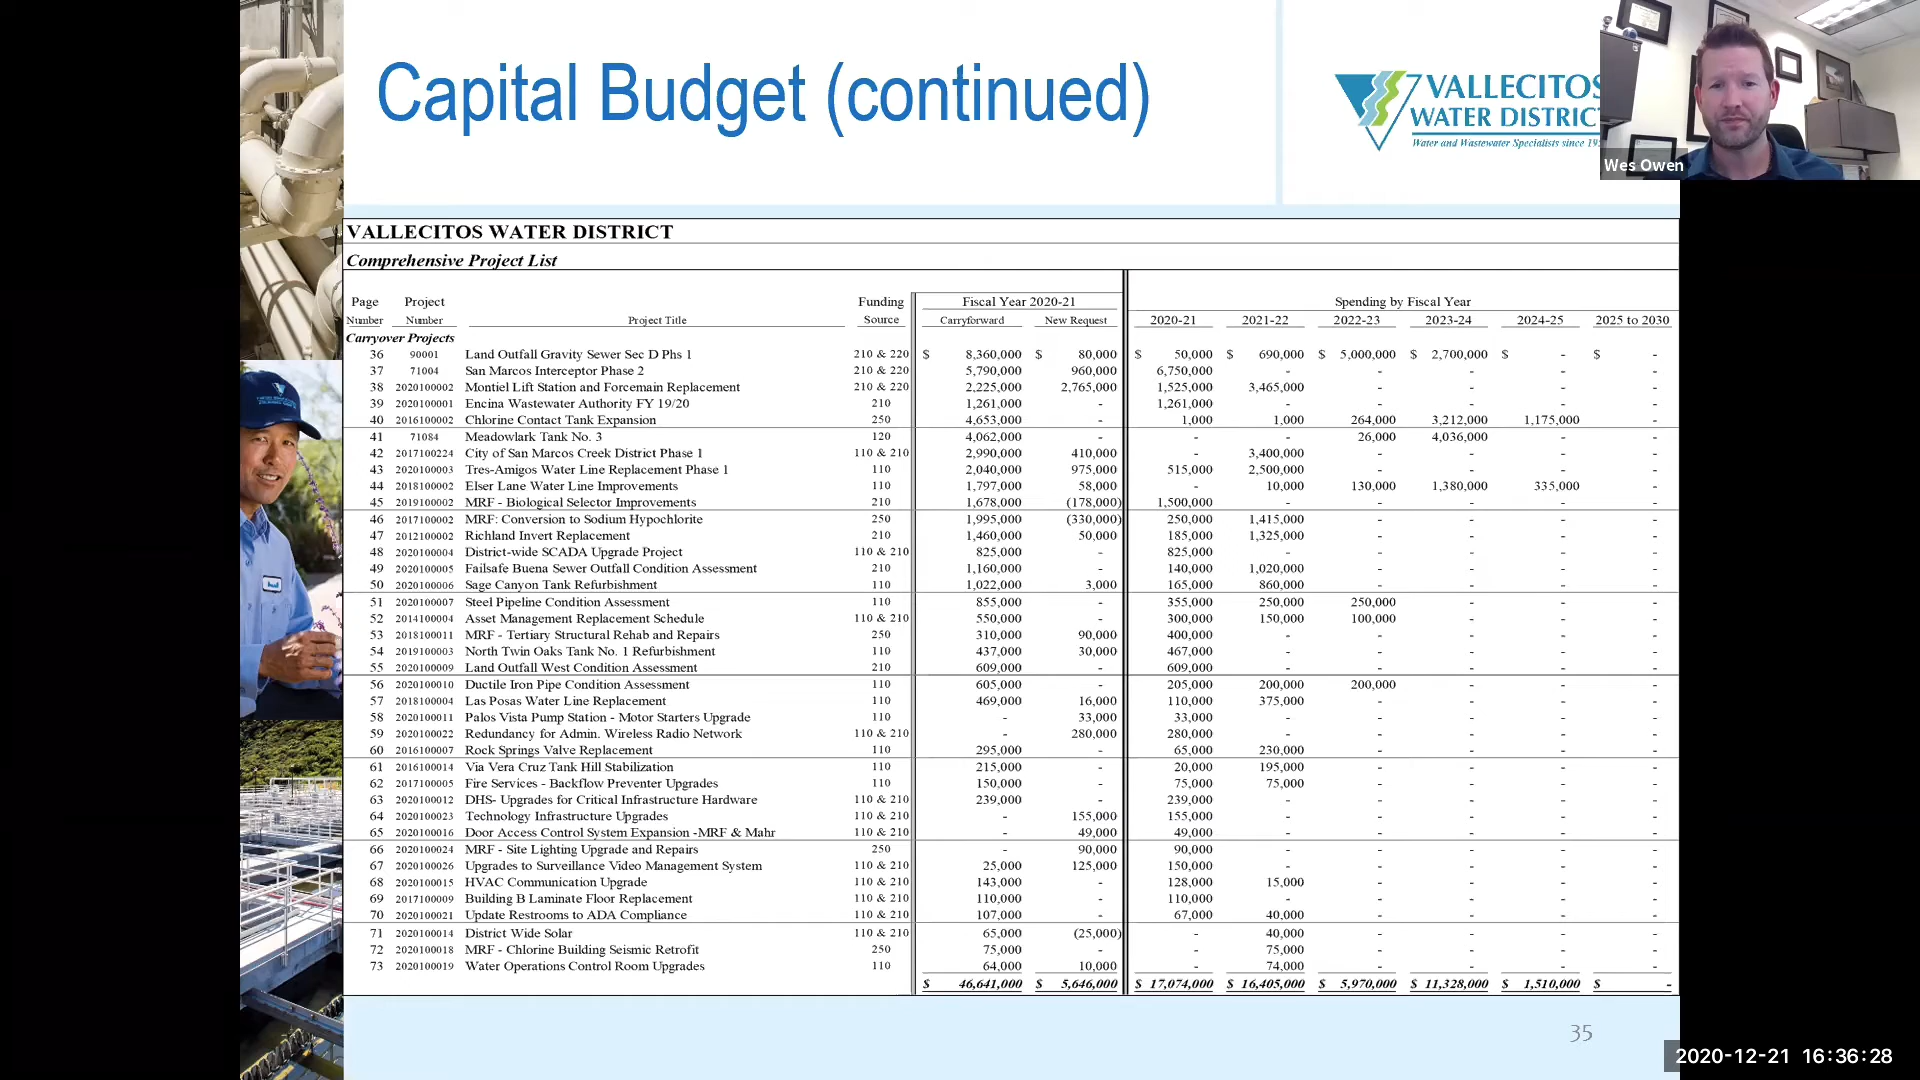 Capital Budget (continued)
VALLECITOS
WATER DISTRIC
Water and Wastewater Specialists since 19
Wes Owen
VALLECITOS WATER DISTRICT
Comprehensive Project List
Page Project Funding Fiscal Year 2020-21 Spending by Fiscal Year
Number Number Project Title Source Carryforward New Request 2020-21 2021-22 2022-23 2023-24 2024-25 2025 to 2030
Carryover Projects
36 90001 Land Outfall Gravity Sewer Sec D Phs 1 210 & 220 $ 8,360,000 $ 80,000 $ 50,000 $ 690,000 $ 5,000,000 $ 2,700,000 $ - $ -
37 71004 San Marcos Interceptor Phase 2 210 & 220 5,790,000 960,000 6,750,000 - - - - -
38 2020100002 Montiel Lift Station and Forcemain Replacement 210 & 220 2,225,000 2,765,000 1,525,000 3,465,000 - - - -
39 2020100001 Encina Wastewater Authority FY 19/20 210 1,261,000 - 1,261,000 - - - - -
40 2016100002 Chlorine Contact Tank Expansion 250 4,653,000 - 1,000 1,000 264,000 3,212,000 1,175,000 -
41 71084 Meadowlark Tank No. 3 120 4,062,000 - - - 26,000 4,036,000 - -
42 2017100224 City of San Marcos Creek District Phase 1 110 & 210 2,990,000 410,000 - 3,400,000 - - - -
43 2020100003 Tres-Amigos Water Line Replacement Phase 1 110 2,040,000 975,000 515,000 2,500,000 - - - -
44 2018100002 Elser Lane Water Line Improvements 110 1,797,000 58,000 - 10,000 130,000 1,380,000 335,000 -
45 2019100002 MRF - Biological Selector Improvements 210 1,678,000 (178,000) 1,500,000 - - - - -
46 2017100002 MRF: Conversion to Sodium Hypochlorite 250 1,995,000 (330,000) 250,000 1,415,000 - - - -
47 2012100002 Richland Invert Replacement 210 1,460,000 50,000 185,000 1,325,000 - - - -
48 2020100004 District-wide SCADA Upgrade Project 110 & 210 825,000 - 825,000 - - - - -
49 2020100005 Failsafe Buena Sewer Outfall Condition Assessment 210 1,160,000 - 140,000 1,020,000 - - - -
50 2020100006 Sage Canyon Tank Refurbishment 110 1,022,000 3,000 165,000 860,000 - - - -
51 2020100007 Steel Pipeline Condition Assessment 110 855,000 - 355,000 250,000 250,000 - - -
52 2014100004 Asset Management Replacement Schedule 110 & 210 550,000 - 300,000 150,000 100,000 - - -
53 2018100011 MRF - Tertiary Structural Rehab and Repairs 250 310,000 90,000 400,000 - - - - -
54 2019100003 North Twin Oaks Tank No. 1 Refurbishment 110 437,000 30,000 467,000 - - - - -
55 2020100009 Land Outfall West Condition Assessment 210 609,000 - 609,000 - - - - -
56 2020100010 Ductile Iron Pipe Condition Assessment 110 605,000 - 205,000 200,000 200,000 - - -
57 2018100004 Las Posas Water Line Replacement 110 469,000 16,000 110,000 375,000 - - - -
58 2020100011 Palos Vista Pump Station - Motor Starters Upgrade 110 - 33,000 33,000 - - - - -
59 2020100022 Redundancy for Admin. Wireless Radio Network 110 & 210 - 280,000 280,000 - - - - -
60 2016100007 Rock Springs Valve Replacement 110 295,000 - 65,000 230,000 - - - -
61 2016100014 Via Vera Cruz Tank Hill Stabilization 110 215,000 - 20,000 195,000 - - - -
62 2017100005 Fire Services - Backflow Preventer Upgrades 110 150,000 - 75,000 75,000 - - - -
63 2020100012 DHS- Upgrades for Critical Infrastructure Hardware 110 & 210 239,000 - 239,000 - - - - -
64 2020100023 Technology Infrastructure Upgrades 110 & 210 - 155,000 155,000 - - - - -
65 2020100016 Door Access Control System Expansion -MRF & Mahr 110 & 210 - 49,000 49,000 - - - - -
66 2020100024 MRF - Site Lighting Upgrade and Repairs 250 - 90,000 90,000 - - - - -
67 2020100026 Upgrades to Surveillance Video Management System 110 & 210 25,000 125,000 150,000 - - - - -
68 2020100015 HVAC Communication Upgrade 110 & 210 143,000 - 128,000 15,000 - - - -
69 2017100009 Building B Laminate Floor Replacement 110 & 210 110,000 - 110,000 - - - - -
70 2020100021 Update Restrooms to ADA Compliance 110 & 210 107,000 - 67,000 40,000 - - - -
71 2020100014 District Wide Solar 110 & 210 65,000 (25,000) - 40,000 - - - -
72 2020100018 MRF - Chlorine Building Seismic Retrofit 250 75,000 - - 75,000 - - - -
73 2020100019 Water Operations Control Room Upgrades 110 64,000 10,000 - 74,000 - - - -
$ 46,641,000 $ 5,646,000 $ 17,074,000 $ 16,405,000 $ 5,970,000 $ 11,328,000 $ 1,510,000 $ -
35
2020-12-21 16:36:28